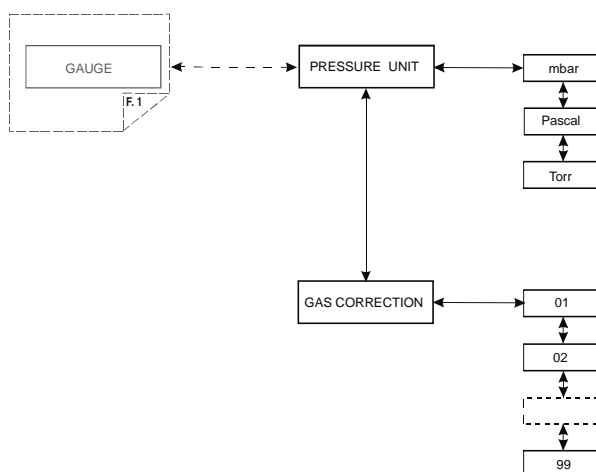 GAUGE
F. 1
PRESSURE UNIT
mbar
Pascal
Torr
GAS CORRECTION
01
02
99